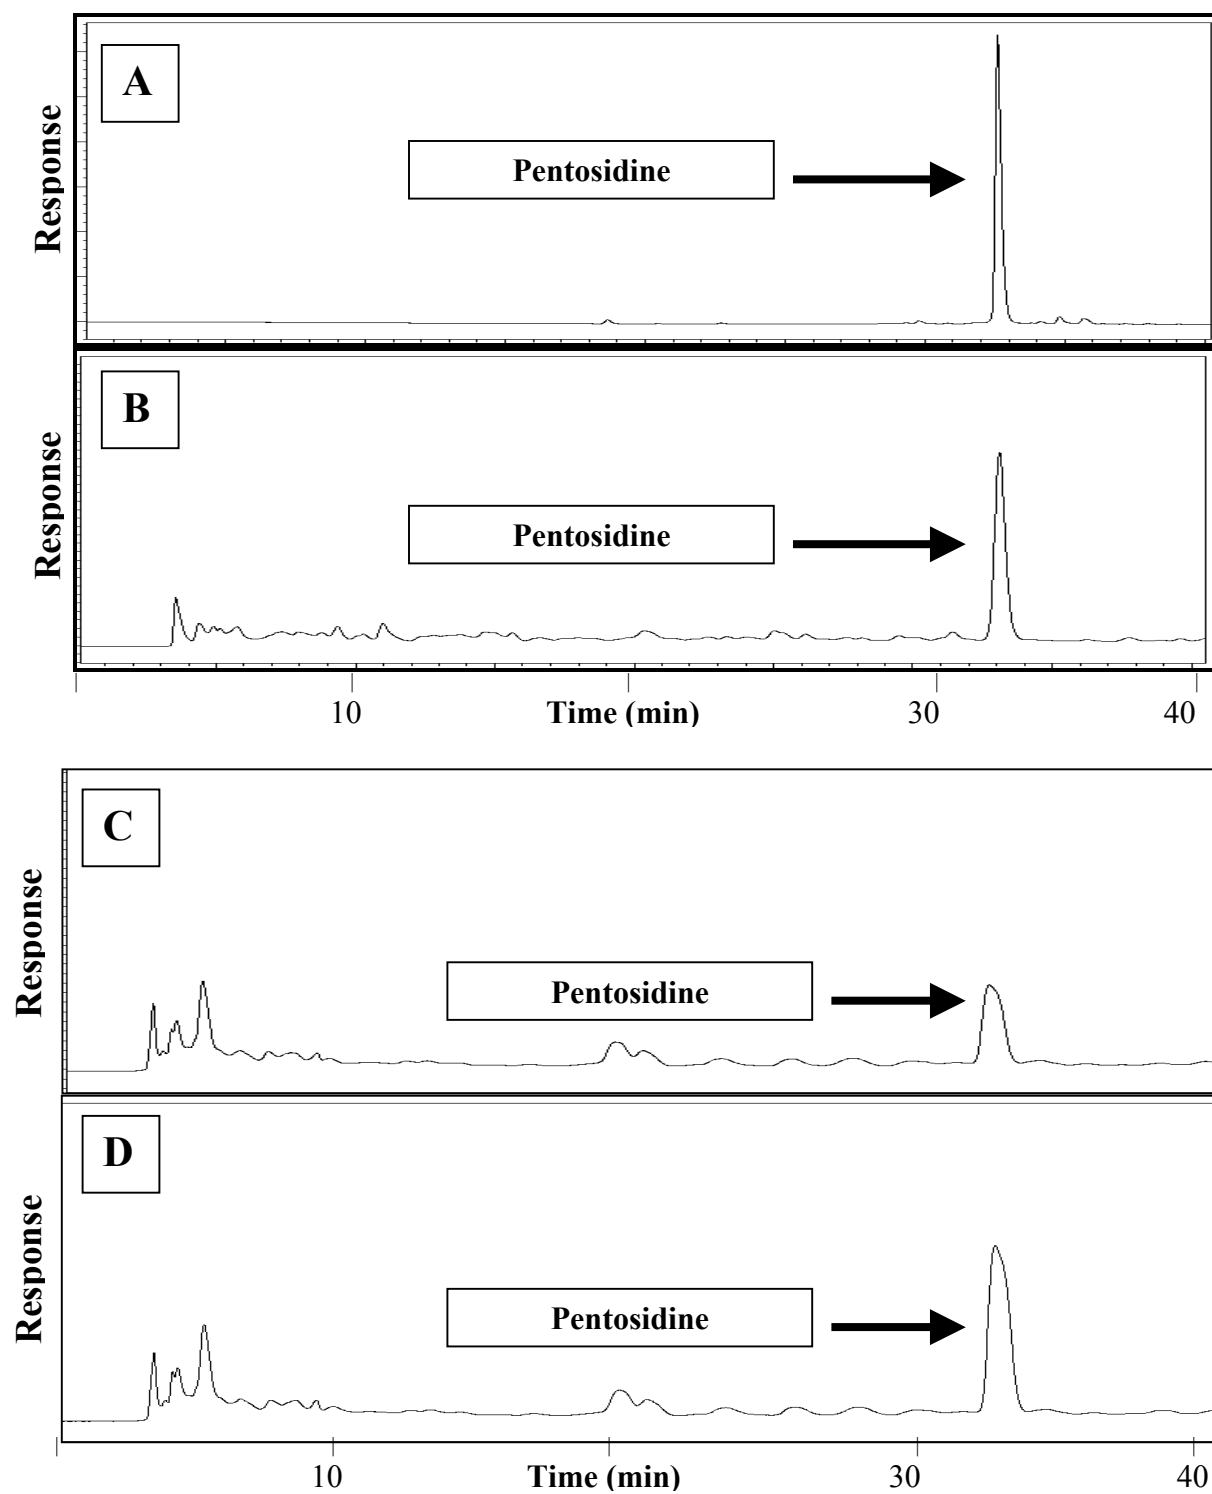 A
Response
Pentosidine
B
Response
Pentosidine
10 Time (min) 30 40
C
Response
Pentosidine
D
Response
Pentosidine
10 Time (min) 30 40